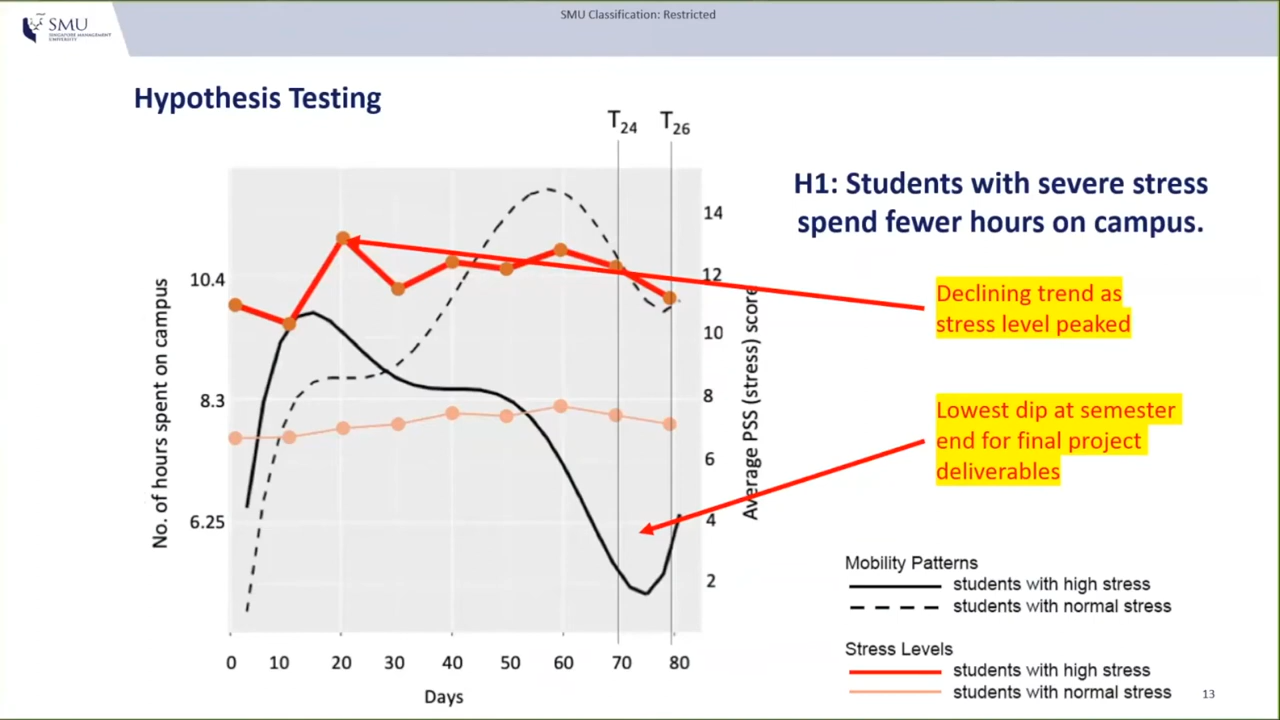 SMU Classification: Restricted
SMU
SINGAPORE MANAGEMENT
UNIVERSITY
Hypothesis Testing
T24
T26
H1: Students with severe stress
spend fewer hours on campus.
No. of hours spent on campus
10.4
8.3
6.25
14
12
10
8
6
4
2
Average PSS (stress) score
Declining trend as
stress level peaked
Lowest dip at semester
end for final project
deliverables
0 10 20 30 40 50 60 70 80
Days
Mobility Patterns
students with high stress
students with normal stress
Stress Levels
students with high stress
students with normal stress
13